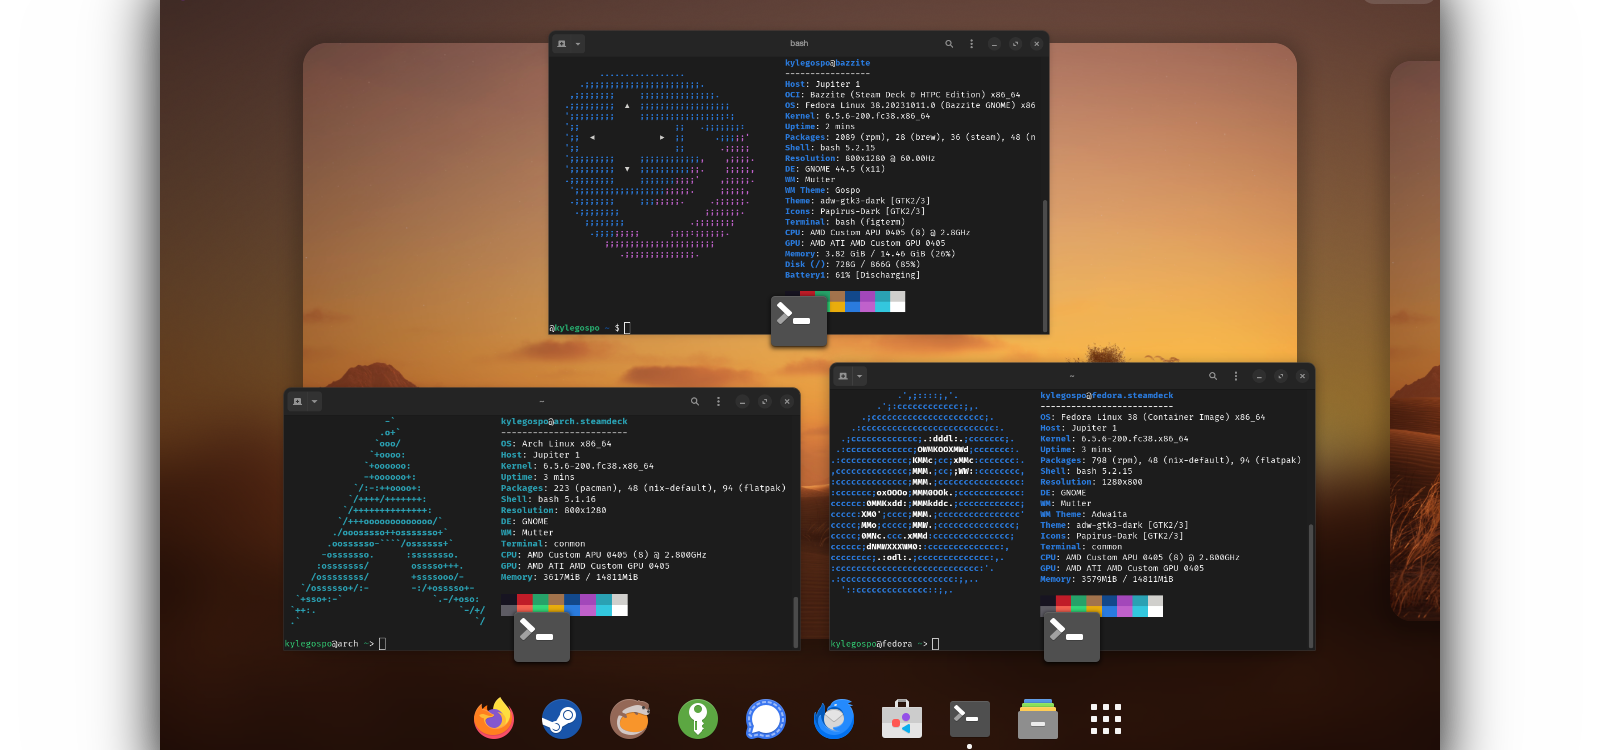 bash
kylegospo@bazzite
-----------------
Host: Jupiter 1
OCI: Bazzite (Steam Deck & HTPC Edition) x86_64
OS: Fedora Linux 38.20231011.0 (Bazzite GNOME) x86
Kernel: 6.5.6-200.fc38.x86_64
Uptime: 2 mins
Packages: 2089 (rpm), 28 (brew), 36 (steam), 48 (n
Shell: bash 5.2.15
Resolution: 800x1280 @ 60.00Hz
DE: GNOME 44.5 (x11)
WM: Mutter
WM Theme: Gospo
Theme: adw-gtk3-dark [GTK2/3]
Icons: Papirus-Dark [GTK2/3]
Terminal: bash (figterm)
CPU: AMD Custom APU 0405 (8) @ 2.8GHz
GPU: AMD ATI AMD Custom GPU 0405
Memory: 3.82 GiB / 14.46 GiB (26%)
Disk (/): 728G / 866G (85%)
Battery1: 61% [Discharging]
@kylegospo ~ $
~
kylegospo@arch.steamdeck
------------------------
OS: Arch Linux x86_64
Host: Jupiter 1
Kernel: 6.5.6-200.fc38.x86_64
Uptime: 3 mins
Packages: 223 (pacman), 48 (nix-default), 94 (flatpak)
Shell: bash 5.1.16
Resolution: 800x1280
DE: GNOME
WM: Mutter
Terminal: conmon
CPU: AMD Custom APU 0405 (8) @ 2.800GHz
GPU: AMD ATI AMD Custom GPU 0405
Memory: 3617MiB / 14811MiB
kylegospo@arch ~>
~
kylegospo@fedora.steamdeck
--------------------------
OS: Fedora Linux 38 (Container Image) x86_64
Host: Jupiter 1
Kernel: 6.5.6-200.fc38.x86_64
Uptime: 3 mins
Packages: 798 (rpm), 48 (nix-default), 94 (flatpak)
Shell: bash 5.2.15
Resolution: 1280x800
DE: GNOME
WM: Mutter
WM Theme: Adwaita
Theme: adw-gtk3-dark [GTK2/3]
Icons: Papirus-Dark [GTK2/3]
Terminal: conmon
CPU: AMD Custom APU 0405 (8) @ 2.800GHz
GPU: AMD ATI AMD Custom GPU 0405
Memory: 3579MiB / 14811MiB
kylegospo@fedora ~>